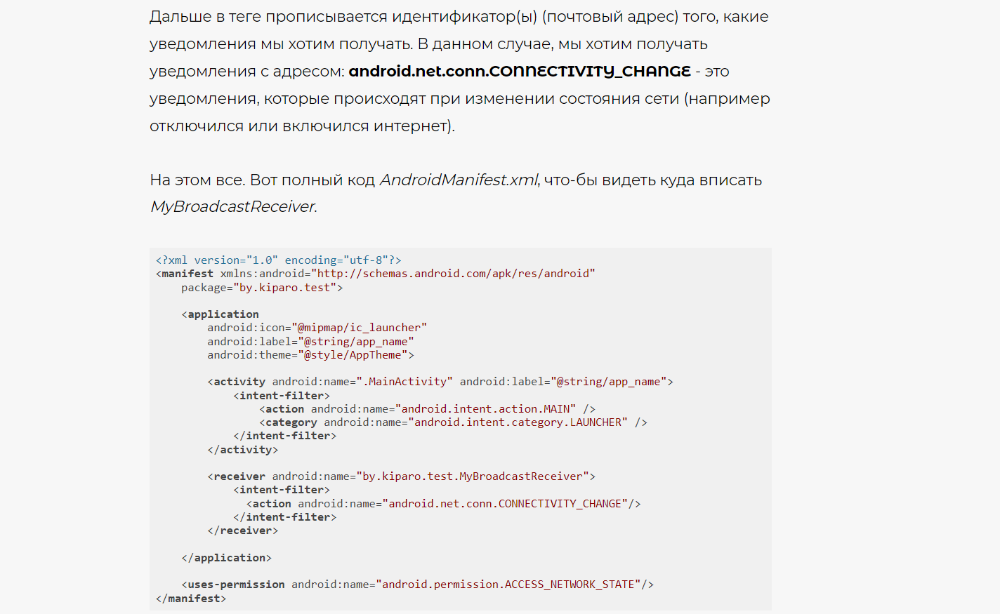 Дальше в теге прописывается идентификатор(ы) (почтовый адрес) того, какие
уведомления мы хотим получать. В данном случае, мы хотим получать
уведомления с адресом: android.net.conn.CONNECTIVITY_CHANGE - это
уведомления, которые происходят при изменении состояния сети (например
отключился или включился интернет).
На этом все. Вот полный код AndroidManifest.xml, что-бы видеть куда вписать
MyBroadcastReceiver.
<?xml version="1.0" encoding="utf-8"?>
<manifest xmlns:android="http://schemas.android.com/apk/res/android"
    package="by.kiparo.test">
    <application
        android:icon="@mipmap/ic_launcher"
        android:label="@string/app_name"
        android:theme="@style/AppTheme">
        <activity android:name=".MainActivity" android:label="@string/app_name">
            <intent-filter>
                <action android:name="android.intent.action.MAIN" />
                <category android:name="android.intent.category.LAUNCHER" />
            </intent-filter>
        </activity>
        <receiver android:name="by.kiparo.test.MyBroadcastReceiver">
            <intent-filter>
              <action android:name="android.net.conn.CONNECTIVITY_CHANGE"/>
            </intent-filter>
        </receiver>
    </application>
    <uses-permission android:name="android.permission.ACCESS_NETWORK_STATE"/>
</manifest>